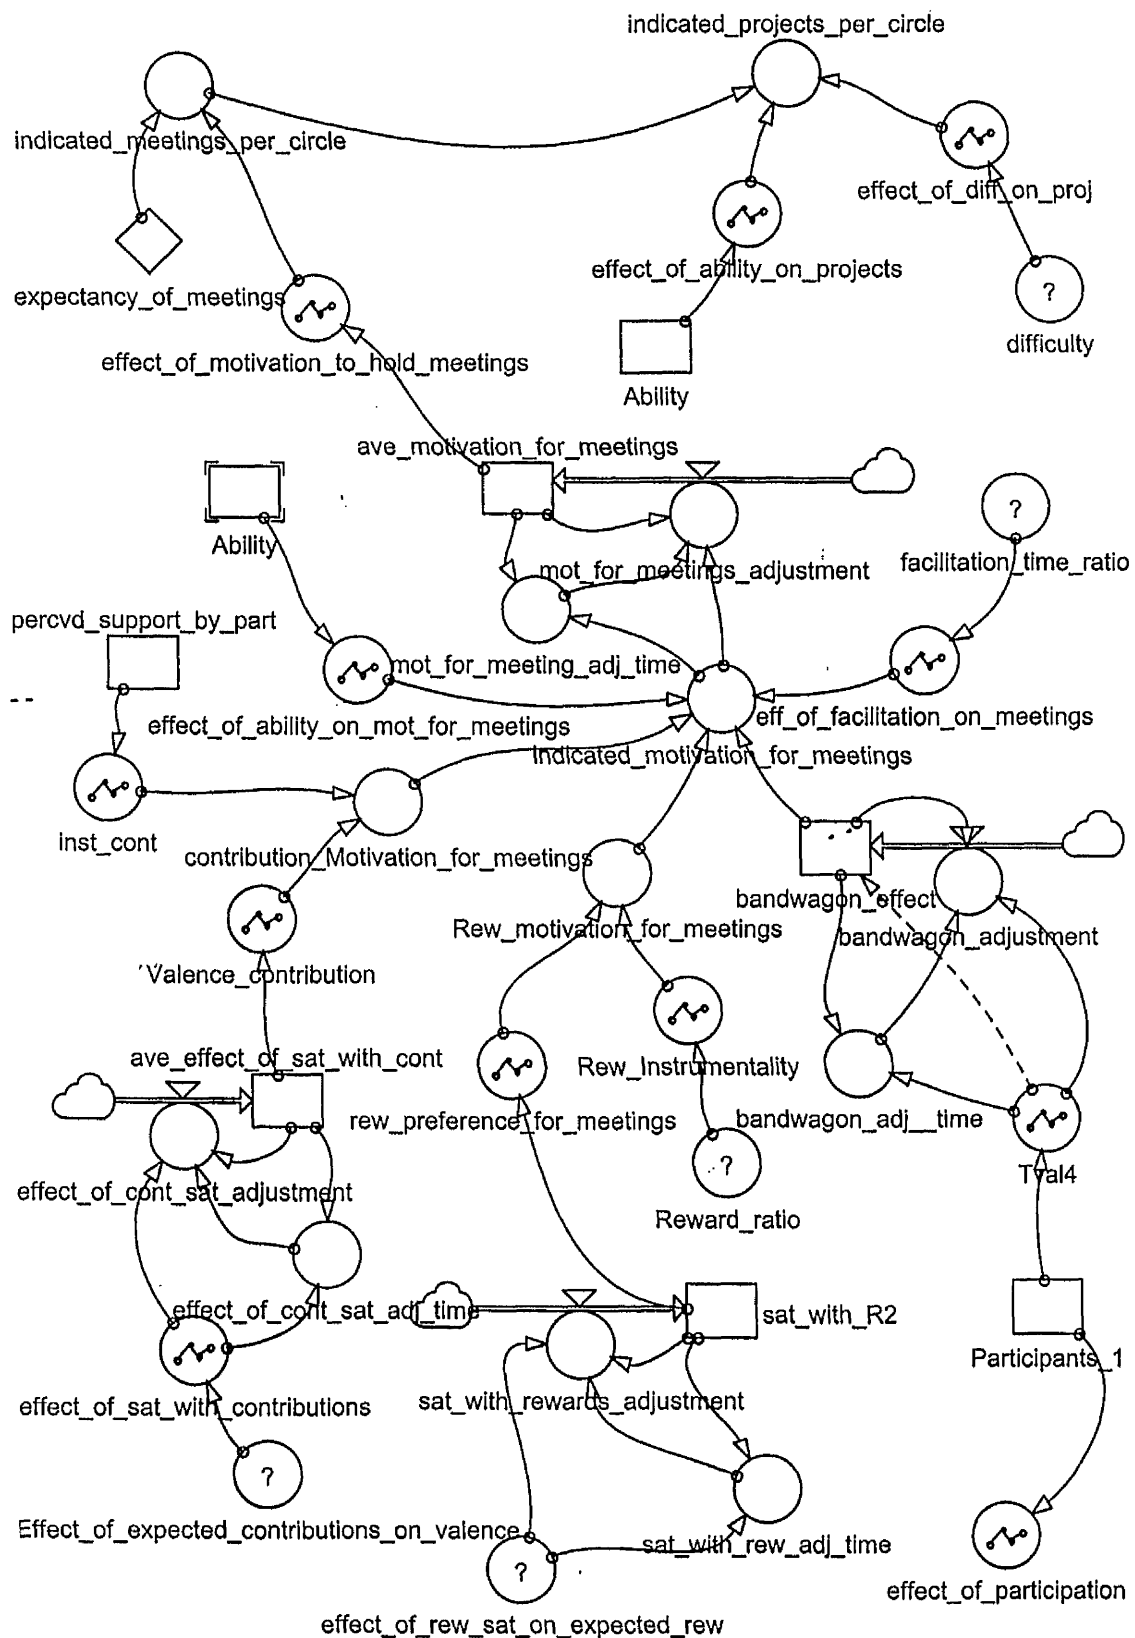 indicated_projects_per_circle
indicated_meetings_per_circle
effect_of_diff_on_proj
effect_of_ability_on_projects
expectancy_of_meetings
?
difficulty
effect_of_motivation_to_hold_meetings
Ability
ave_motivation_for_meetings
?
Ability
mot_for_meetings_adjustment
facilitation_time_ratio
percvd_support_by_part
mot_for_meeting_adj_time
effect_of_ability_on_mot_for_meetings
eff_of_facilitation_on_meetings
Indicated_motivation_for_meetings
inst_cont
contribution_Motivation_for_meetings
bandwagon_effect
Rew_motivation_for_meetings
bandwagon_adjustment
Valence_contribution
ave_effect_of_sat_with_cont
Rew_Instrumentality
rew_preference_for_meetings
bandwagon_adj__time
?
Tval4
effect_of_cont_sat_adjustment
Reward_ratio
effect_of_cont_sat_adj_time
sat_with_R2
Participants_1
sat_with_rewards_adjustment
effect_of_sat_with_contributions
?
Effect_of_expected_contributions_on_valence
sat_with_rew_adj_time
?
effect_of_participation
effect_of_rew_sat_on_expected_rew